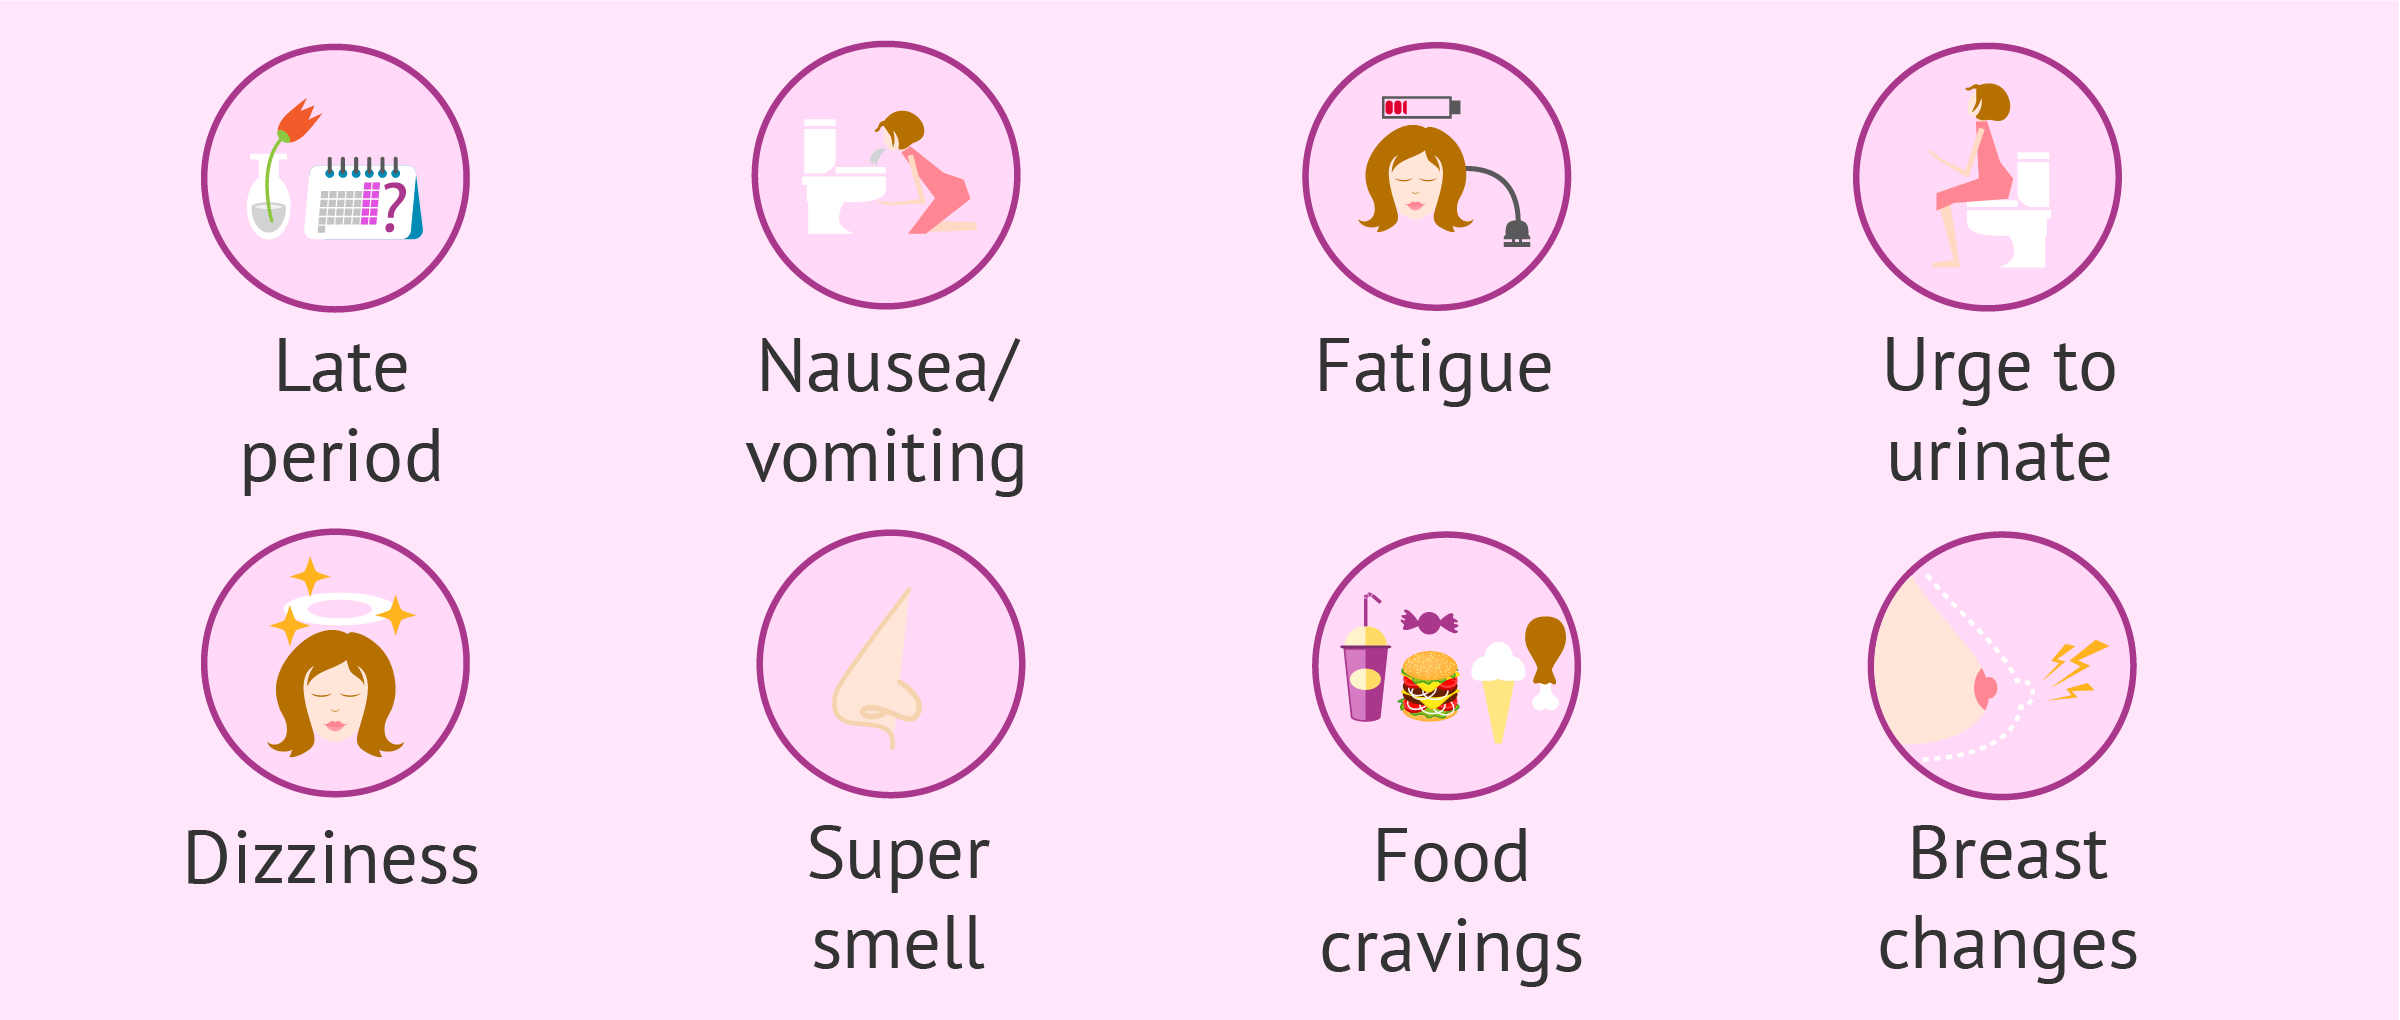 ?
Late
period
Nausea/
vomiting
Fatigue
Urge to
urinate
Dizziness
Super
smell
Food
cravings
Breast
changes